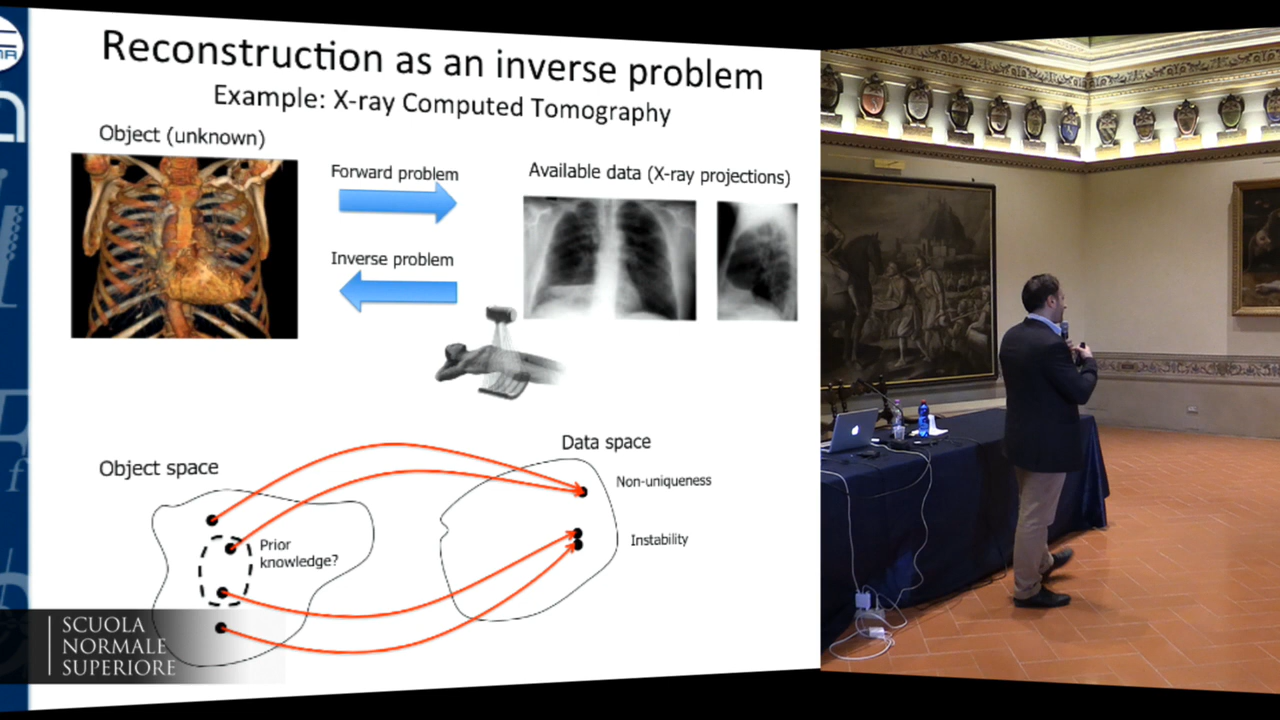 Reconstruction as an inverse problem
Example: X-ray Computed Tomography
Object (unknown)
Forward problem
Available data (X-ray projections)
Inverse problem
Object space
Data space
Non-uniqueness
Prior
knowledge?
Instability
SCUOLA
NORMALE
SUPERIORE